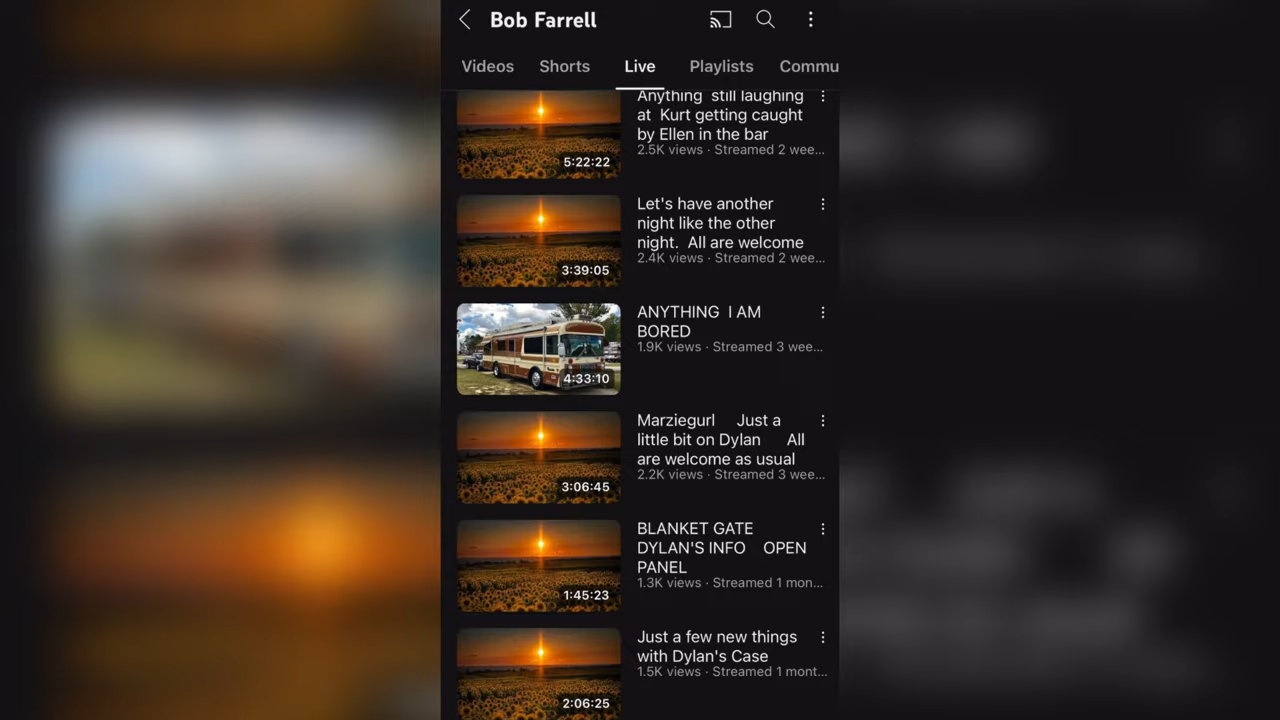 Bob Farrell
Videos Shorts Live Playlists Commu
Anything still laughing
at Kurt getting caught
by Ellen in the bar
2.5K views · Streamed 2 wee...
5:22:22
Let's have another
night like the other
night. All are welcome
2.4K views · Streamed 2 wee...
3:39:05
ANYTHING I AM
BORED
1.9K views · Streamed 3 wee...
4:33:10
Marziegurl Just a
little bit on Dylan All
are welcome as usual
2.2K views · Streamed 3 wee...
3:06:45
BLANKET GATE
DYLAN'S INFO OPEN
PANEL
1.3K views · Streamed 1 mon...
1:45:23
Just a few new things
with Dylan's Case
1.5K views · Streamed 1 mont...
2:06:25